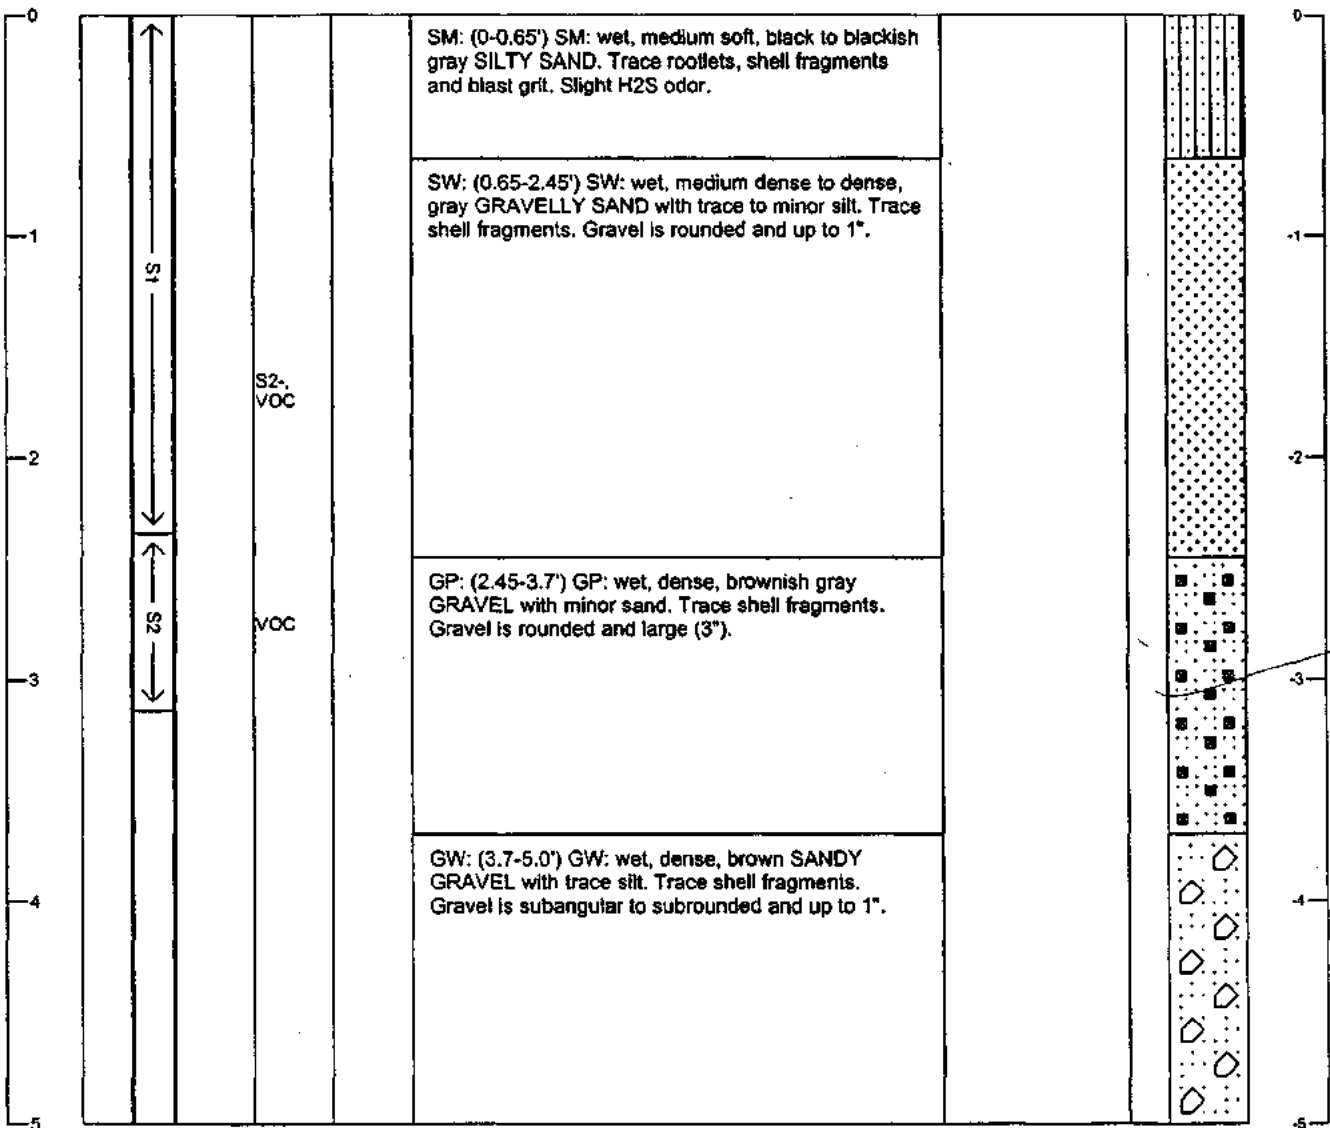 0
SM: (0-0.65') SM: wet, medium soft, black to blackish
gray SILTY SAND. Trace rootlets, shell fragments
and blast grit. Slight H2S odor.
0
SW: (0.65-2.45') SW: wet, medium dense to dense,
gray GRAVELLY SAND with trace to minor silt. Trace
shell fragments. Gravel is rounded and up to 1".
1
-1
S1
S2-,
VOC
2
-2
GP: (2.45-3.7') GP: wet, dense, brownish gray
GRAVEL with minor sand. Trace shell fragments.
Gravel is rounded and large (3").
S2
VOC
3
-3
GW: (3.7-5.0') GW: wet, dense, brown SANDY
GRAVEL with trace silt. Trace shell fragments.
Gravel is subangular to subrounded and up to 1".
4
-4
5
-5